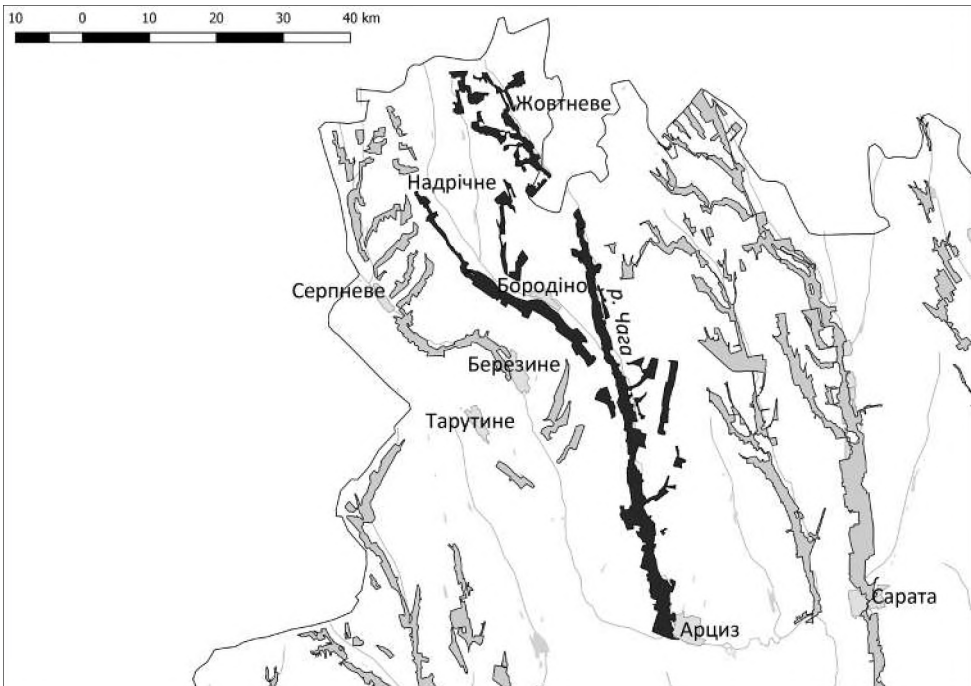 10 0 10 20 30 40 km
Жовтневе
Надрічне
Серпневе
Бородіно
р. Чага
Березине
Тарутине
Сарата
Арциз